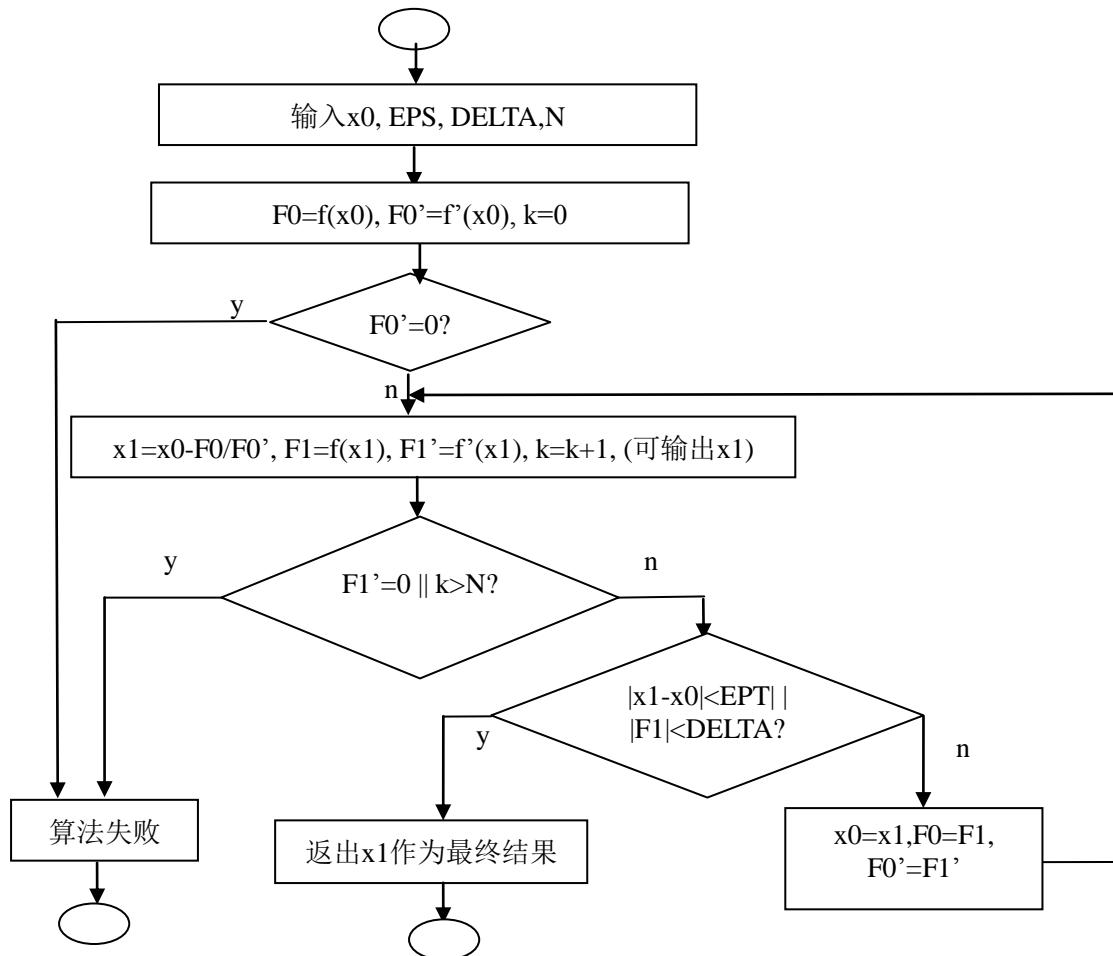 输入x0, EPS, DELTA,N
F0=f(x0), F0’=f’(x0), k=0
y
F0’=0?
n
x1=x0-F0/F0’, F1=f(x1), F1’=f’(x1), k=k+1, (可输出x1)
y
F1’=0 || k>N?
n
|x1-x0|<EPT| |
|F1|<DELTA?
y
n
算法失败
返出x1作为最终结果
x0=x1,F0=F1,
F0’=F1’